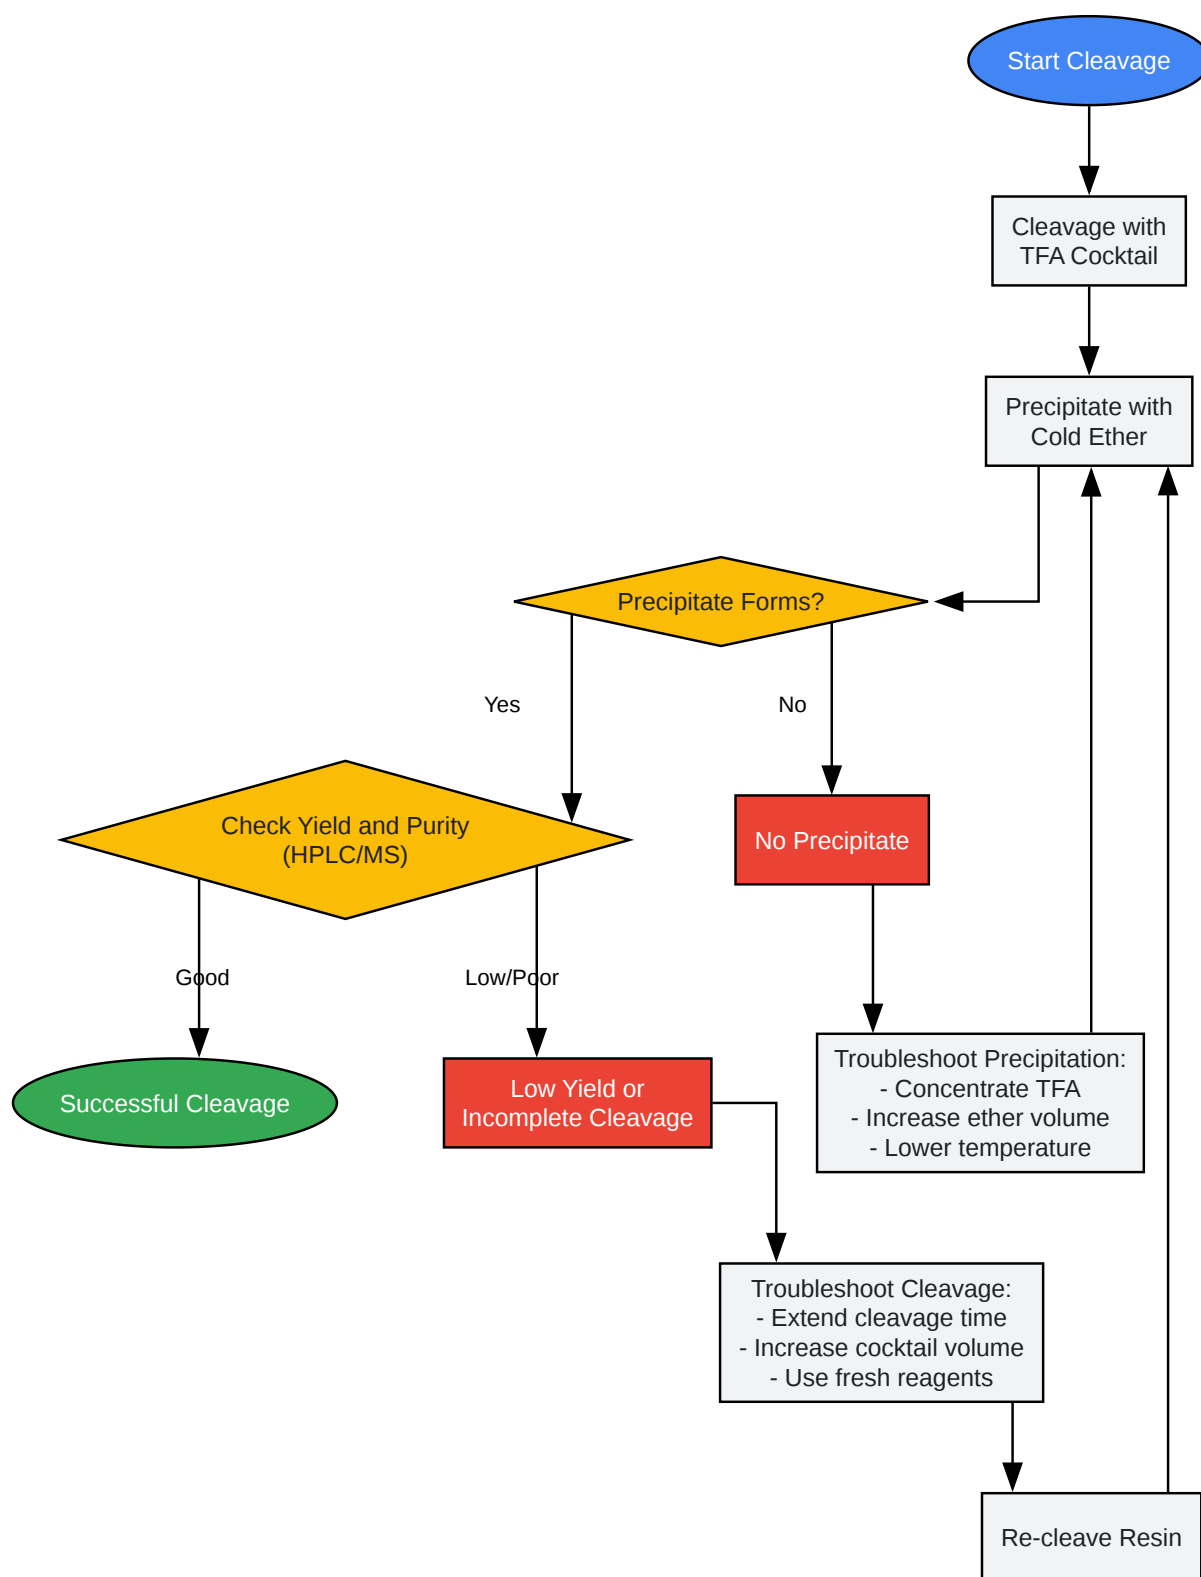 Start Cleavage
Cleavage with
TFA Cocktail
Precipitate with
Cold Ether
Precipitate Forms?
Yes
No
Check Yield and Purity
(HPLC/MS)
No Precipitate
Good
Low/Poor
Successful Cleavage
Low Yield or
Incomplete Cleavage
Troubleshoot Precipitation:
- Concentrate TFA
- Increase ether volume
- Lower temperature
Troubleshoot Cleavage:
- Extend cleavage time
- Increase cocktail volume
- Use fresh reagents
Re-cleave Resin